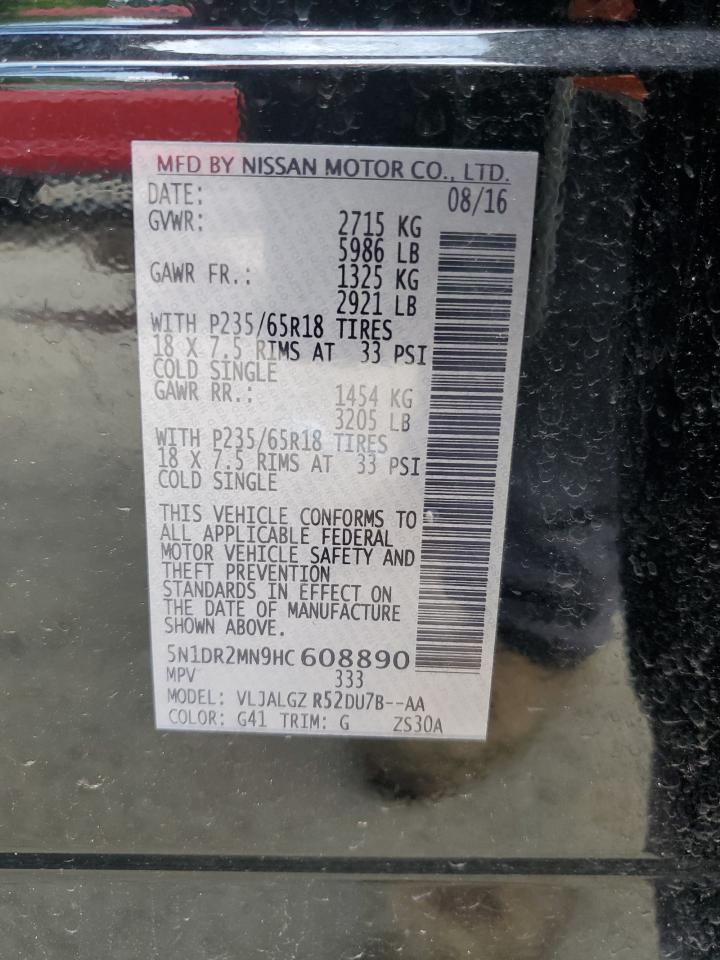 MFD BY NISSAN MOTOR CO., LTD.
DATE: 08/16
GVWR: 2715 KG
5986 LB
GAWR FR.: 1325 KG
2921 LB
WITH P235/65R18 TIRES
18 X 7.5 RIMS AT 33 PSI
COLD SINGLE
GAWR RR.: 1454 KG
3205 LB
WITH P235/65R18 TIRES
18 X 7.5 RIMS AT 33 PSI
COLD SINGLE
THIS VEHICLE CONFORMS TO
ALL APPLICABLE FEDERAL
MOTOR VEHICLE SAFETY AND
THEFT PREVENTION
STANDARDS IN EFFECT ON
THE DATE OF MANUFACTURE
SHOWN ABOVE.
5N1DR2MN9HC 608890
MPV 333
MODEL: VLJALGZ R52DU7B--AA
COLOR: G41 TRIM: G ZS30A